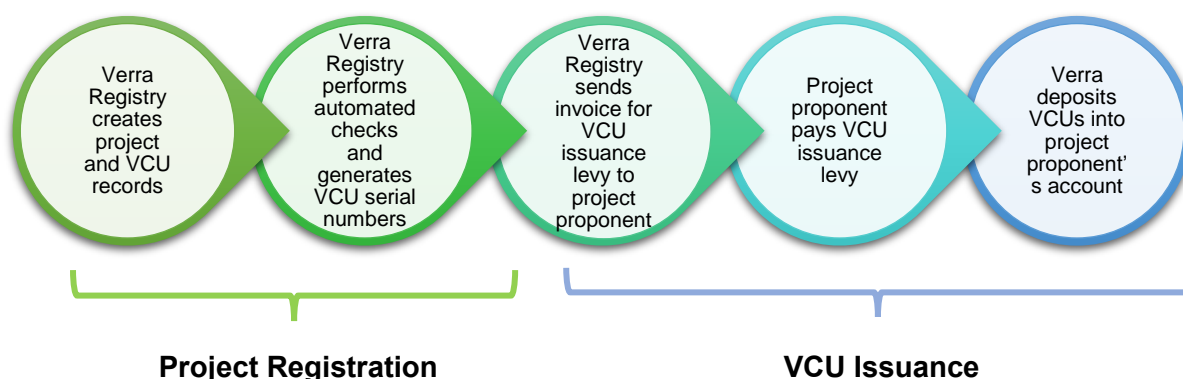 Verra
Registry
creates
project
and VCU
records
Verra
Registry
performs
automated
checks
and
generates
VCU serial
numbers
Verra
Registry
sends
invoice for
VCU
issuance
levy to
project
proponent
Project
proponent
pays VCU
issuance
levy
Verra
deposits
VCUs into
project
proponent'
s account
Project Registration
VCU Issuance